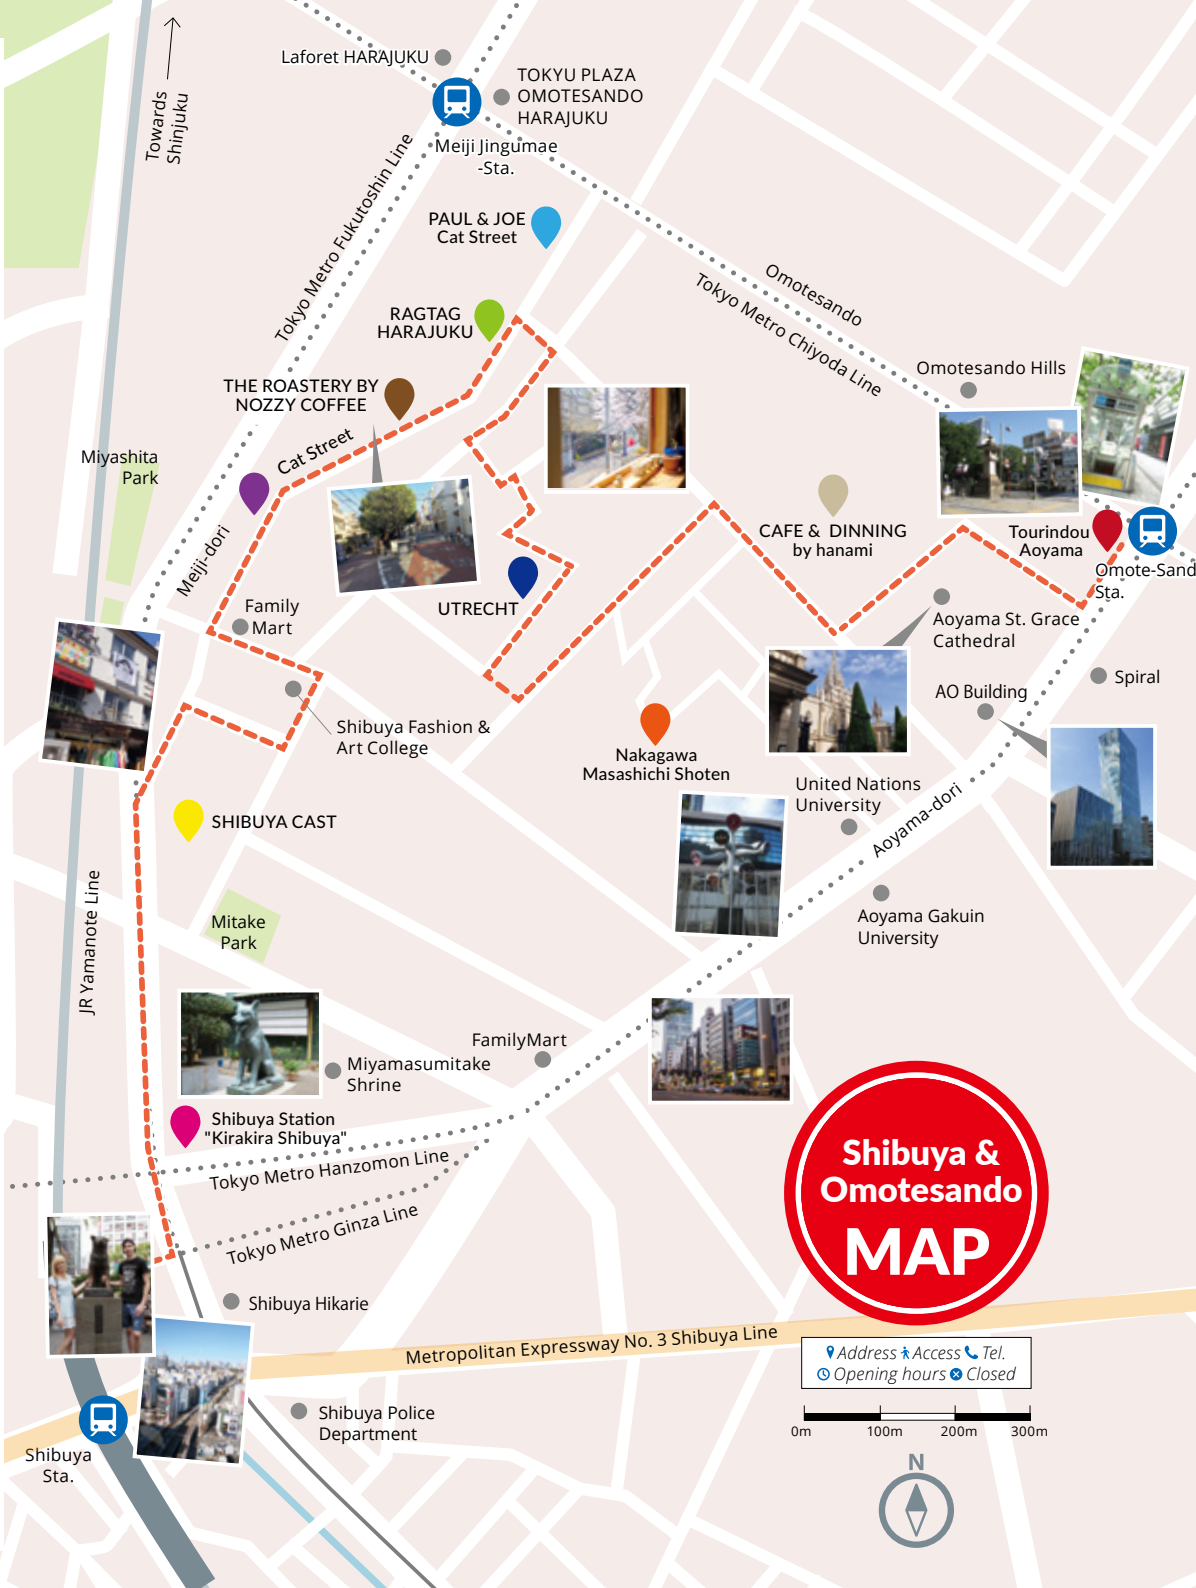 Laforet HARAJUKU
TOKYU PLAZA
OMOTESANDO
HARAJUKU
Towards
Shinjuku
Meiji Jingumae
-Sta.
Tokyo Metro Fukutoshin Line
PAUL & JOE
Cat Street
Omotesando
Tokyo Metro Chiyoda Line
RAGTAG
HARAJUKU
Omotesando Hills
THE ROASTERY BY
NOZZY COFFEE
Cat Street
Miyashita
Park
Meiji-dori
CAFE & DINNING
by hanami
Tourindou
Aoyama
Omote-Sand
Sta.
UTRECHT
Family
Mart
Aoyama St. Grace
Cathedral
Spiral
AO Building
Shibuya Fashion &
Art College
Nakagawa
Masashichi Shoten
United Nations
University
Aoyama-dori
SHIBUYA CAST
JR Yamanote Line
Mitake
Park
Aoyama Gakuin
University
FamilyMart
Miyamasumitake
Shrine
Shibuya Station
"Kirakira Shibuya"
Tokyo Metro Hanzomon Line
Tokyo Metro Ginza Line
Shibuya &
Omotesando
MAP
Shibuya Hikarie
Metropolitan Expressway No. 3 Shibuya Line
Address Access Tel.
Opening hours Closed
0m 100m 200m 300m
Shibuya Police
Department
Shibuya
Sta.
N